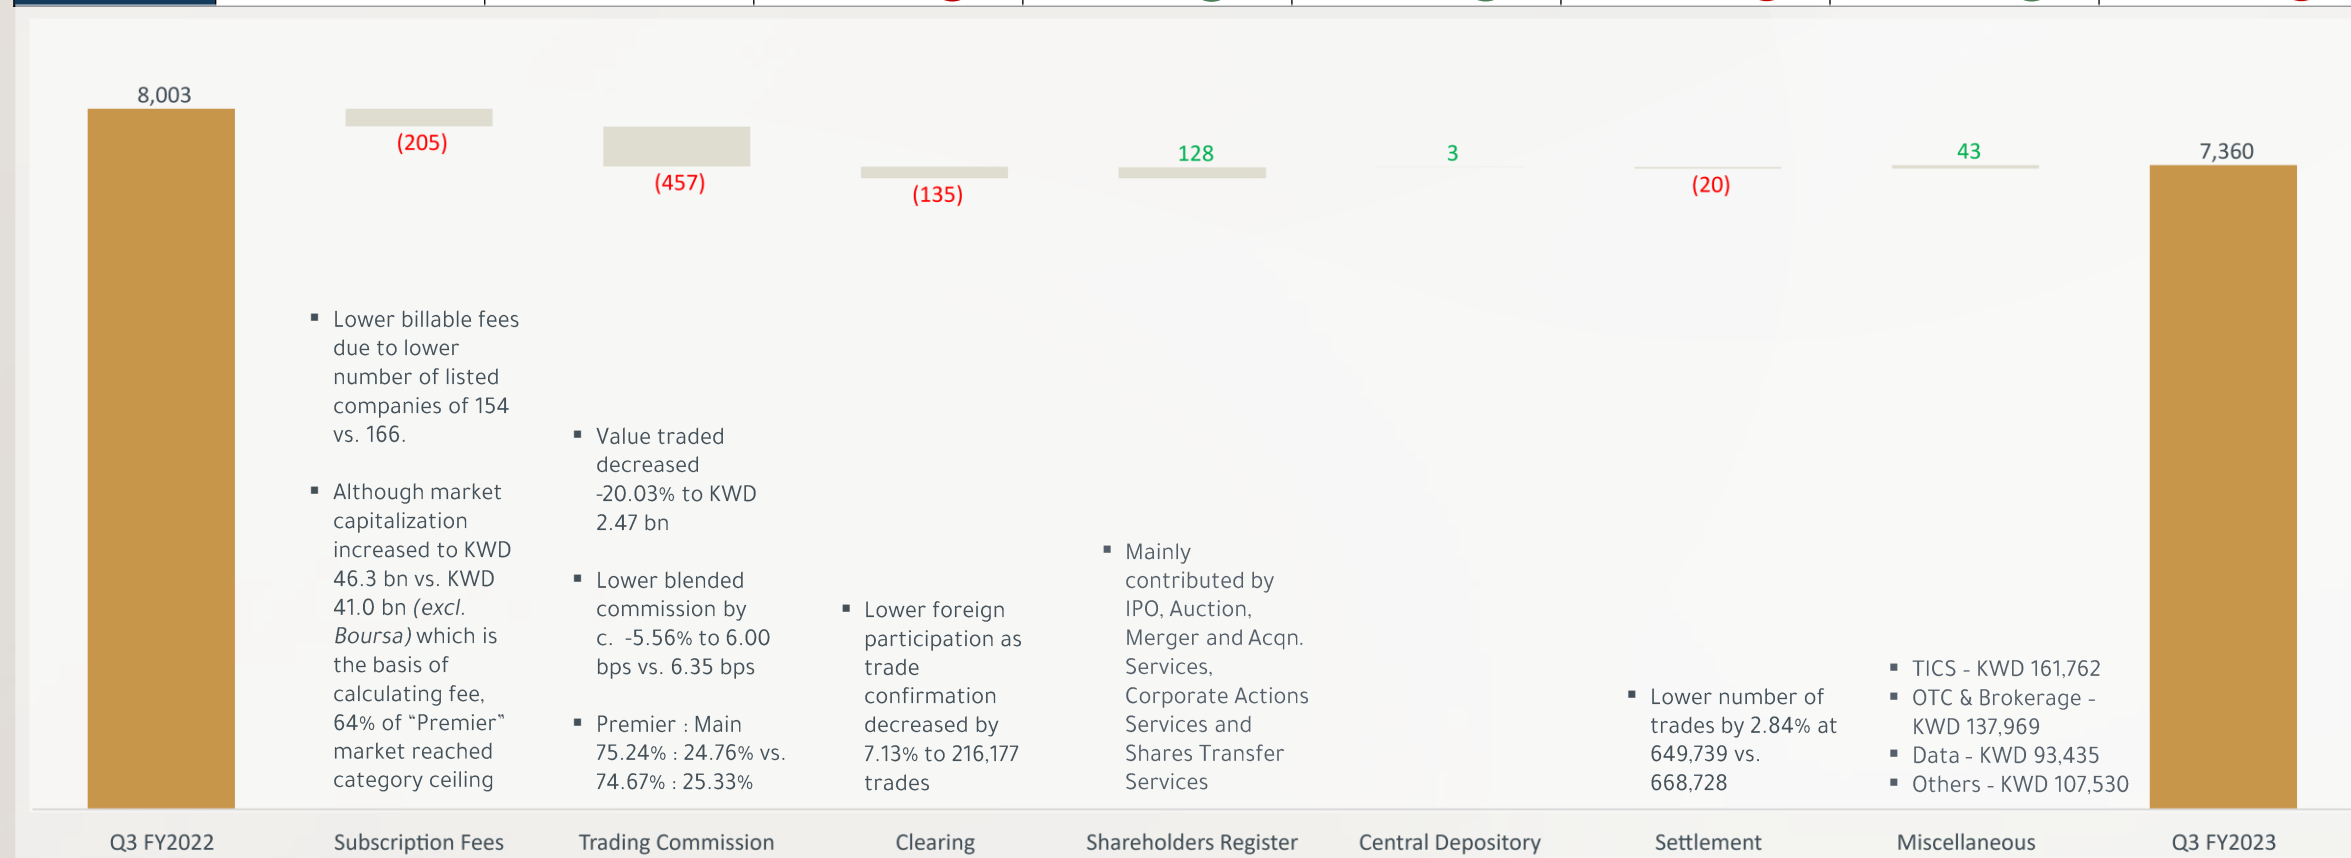 8,003
(205)
(457)
(135)
128
3
(20)
43
7,360
▪ Lower billable fees
due to lower
number of listed
companies of 154
vs. 166.
▪ Although market
capitalization
increased to KWD
46.3 bn vs. KWD
41.0 bn (excl.
Boursa) which is
the basis of
calculating fee,
64% of “Premier”
market reached
category ceiling
▪ Value traded
decreased
-20.03% to KWD
2.47 bn
▪ Lower blended
commission by
c. -5.56% to 6.00
bps vs. 6.35 bps
▪ Premier : Main
75.24% : 24.76% vs.
74.67% : 25.33%
▪ Lower foreign
participation as
trade
confirmation
decreased by
7.13% to 216,177
trades
▪ Mainly
contributed by
IPO, Auction,
Merger and Acqn.
Services,
Corporate Actions
Services and
Shares Transfer
Services
▪ Lower number of
trades by 2.84% at
649,739 vs.
668,728
▪ TICS - KWD 161,762
▪ OTC & Brokerage -
KWD 137,969
▪ Data - KWD 93,435
▪ Others - KWD 107,530
Q3 FY2022
Subscription Fees
Trading Commission
Clearing
Shareholders Register
Central Depository
Settlement
Miscellaneous
Q3 FY2023